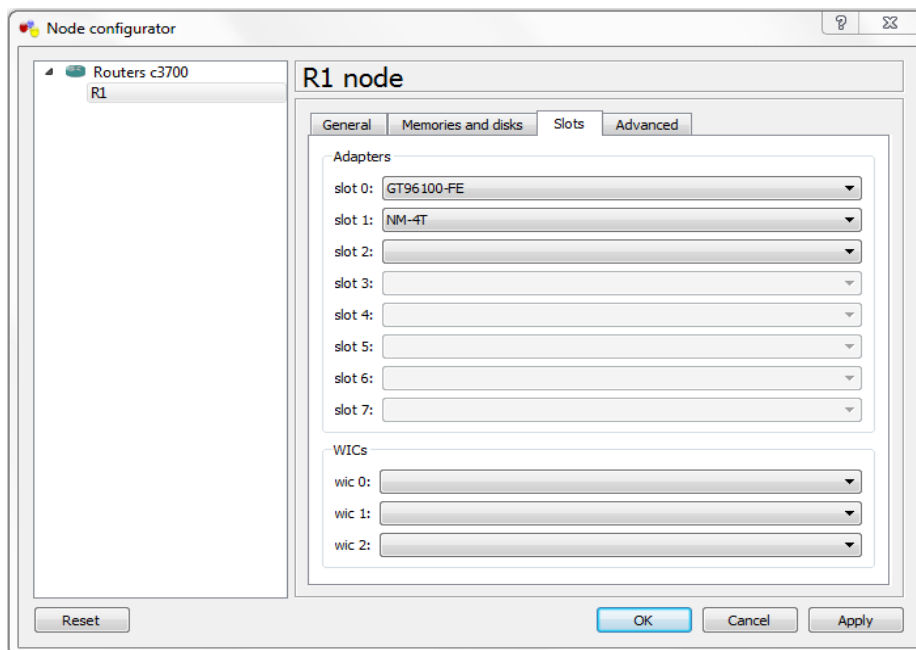 Node configurator
Routers c3700
R1
R1 node
General Memories and disks Slots Advanced
Adapters
slot 0: GT96100-FE
slot 1: NM-4T
slot 2:
slot 3:
slot 4:
slot 5:
slot 6:
slot 7:
WICs
wic 0:
wic 1:
wic 2:
Reset OK Cancel Apply